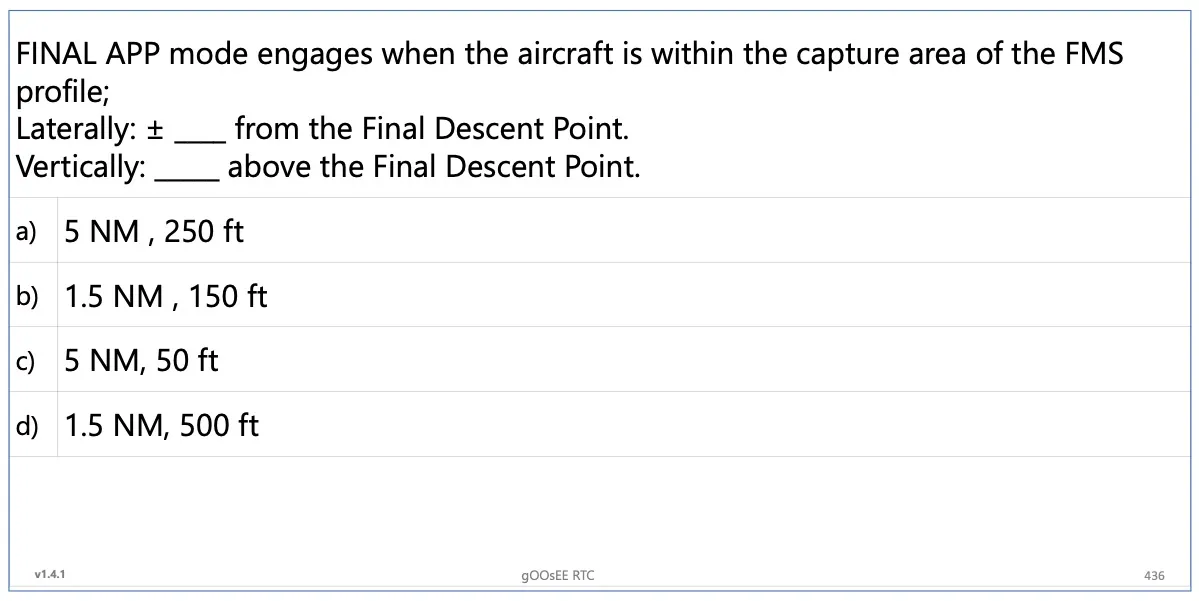 FINAL APP mode engages when the aircraft is within the capture area of the FMS
profile;
Laterally: ± ____ from the Final Descent Point.
Vertically: _____ above the Final Descent Point.
a) 5 NM , 250 ft
b) 1.5 NM , 150 ft
c) 5 NM, 50 ft
d) 1.5 NM, 500 ft
v1.4.1 gOOsEE RTC 436